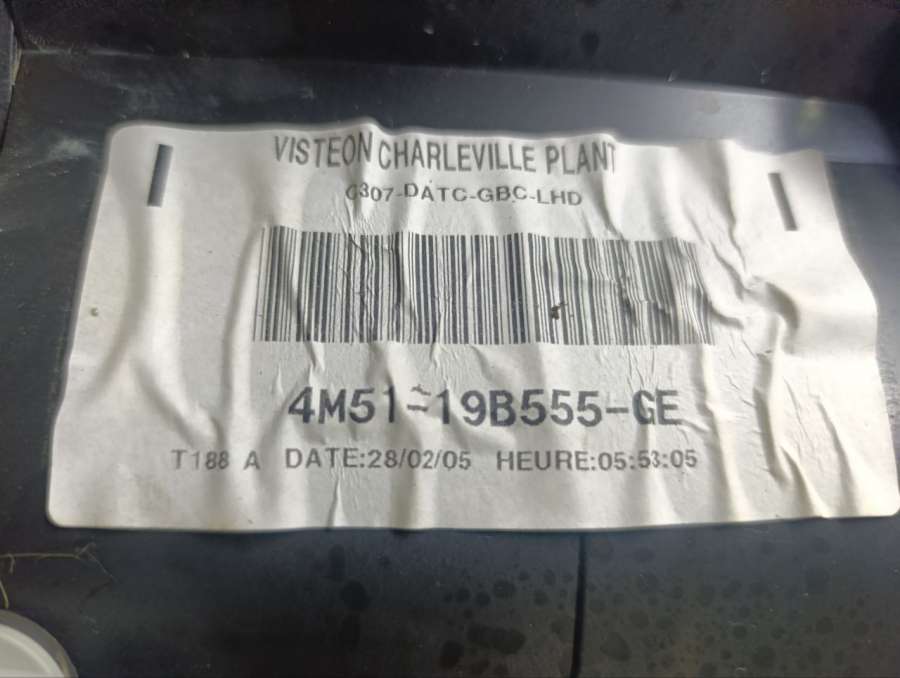 VISTEON CHARLEVILLE PLANT
C307-DATC-GBC-LHD
4M51-19B555-GE
T188 A DATE:28/02/05 HEURE:05:53:05